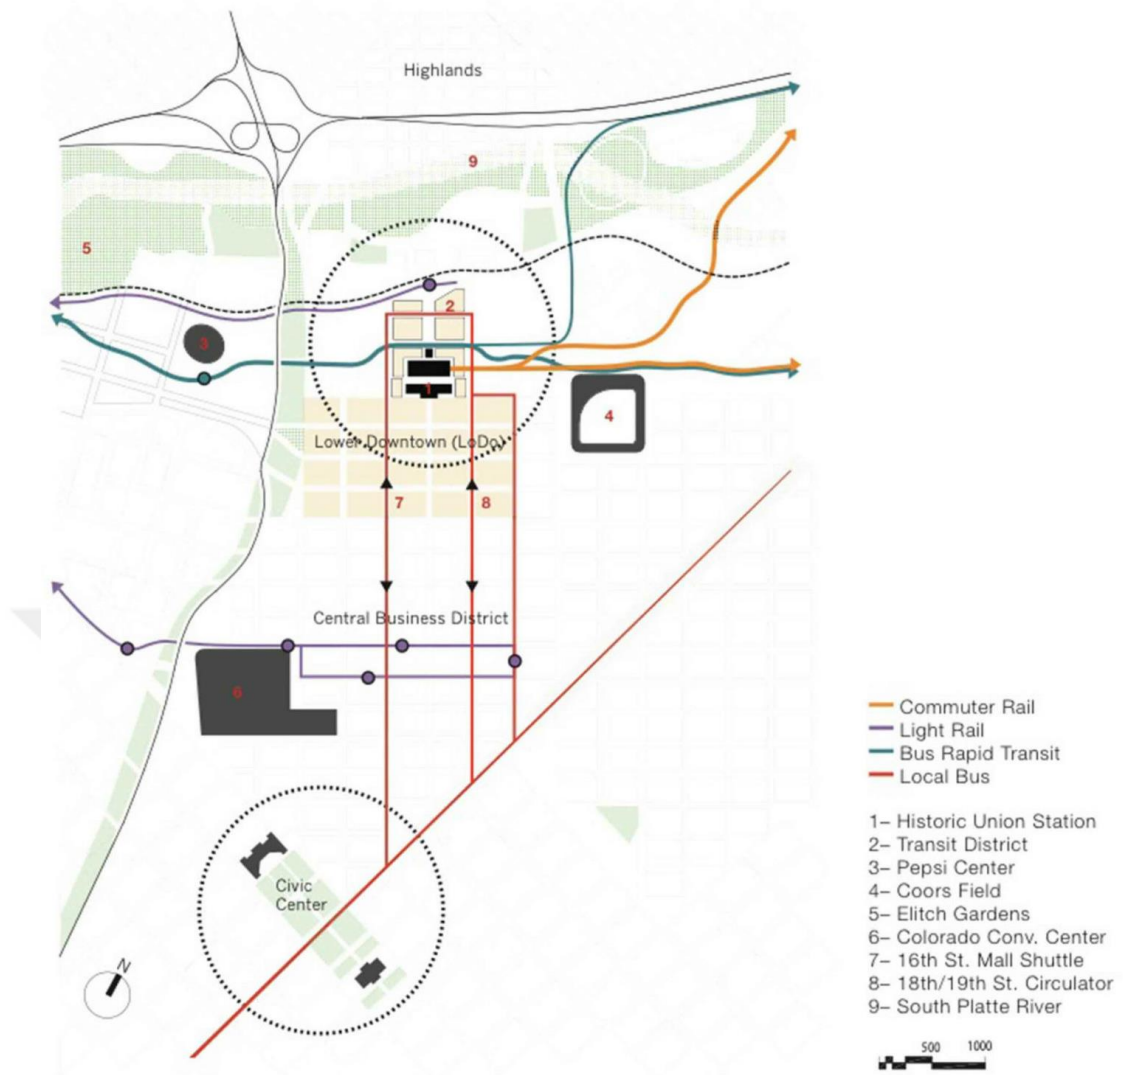 Highlands
9
5
2
3
1
4
Lower Downtown (LoDo)
7
8
Central Business District
6
Civic
Center
N
Commuter Rail
Light Rail
Bus Rapid Transit
Local Bus
1– Historic Union Station
2– Transit District
3– Pepsi Center
4– Coors Field
5– Elitch Gardens
6– Colorado Conv. Center
7– 16th St. Mall Shuttle
8– 18th/19th St. Circulator
9– South Platte River
500 1000